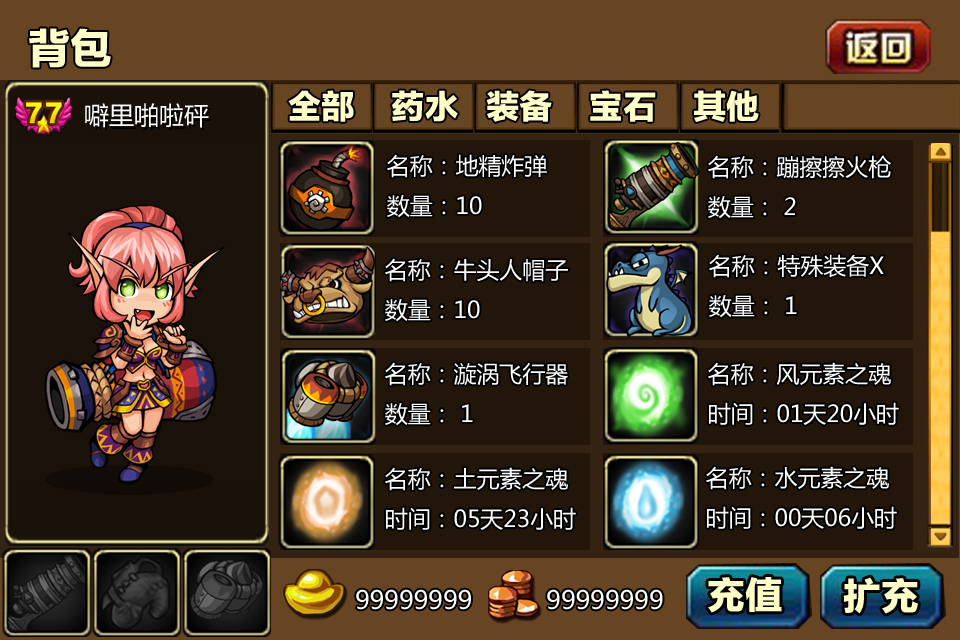 背包
返回
77 噼里啪啦砰
全部 药水 装备 宝石 其他
名称：地精炸弹
数量：10
名称：蹦擦擦火枪
数量： 2
名称：牛头人帽子
数量：10
名称：特殊装备X
数量： 1
名称：漩涡飞行器
数量： 1
名称：风元素之魂
时间：01天20小时
名称：土元素之魂
时间：05天23小时
名称：水元素之魂
时间：00天06小时
99999999
99999999
充值
扩充